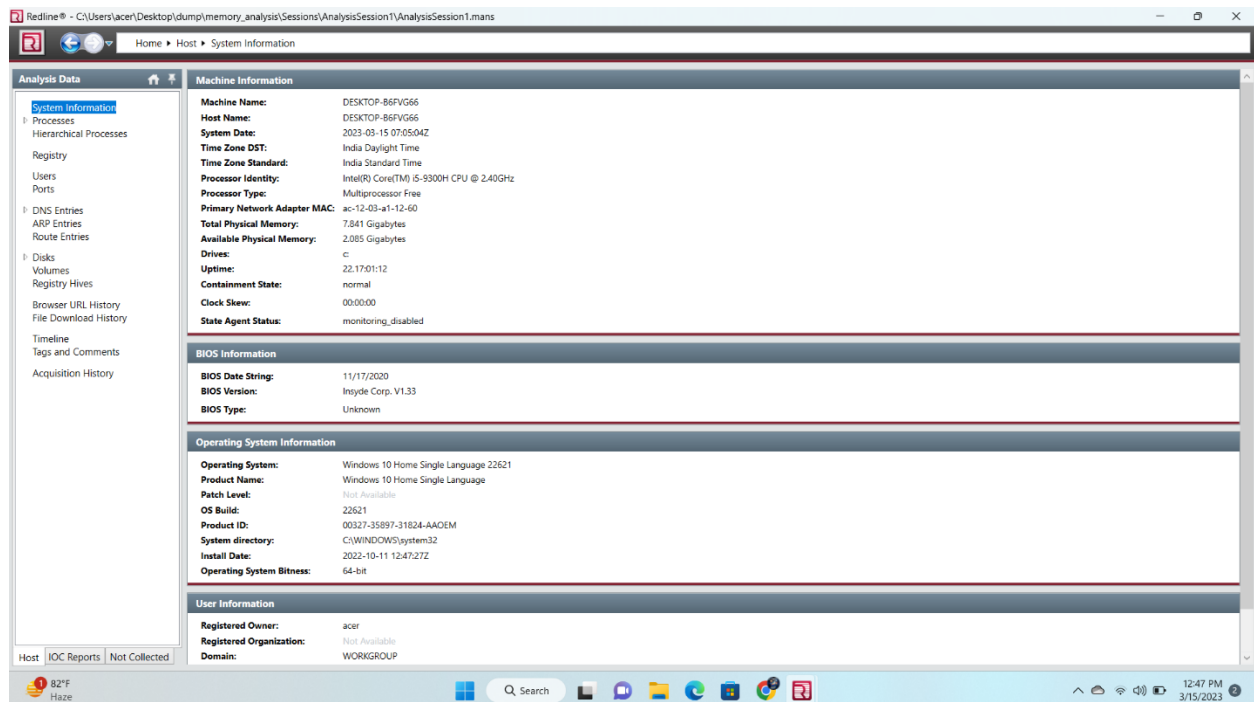 Redline® - C:\Users\acer\Desktop\dump\memory_analysis\Sessions\AnalysisSession1\AnalysisSession1.mans
Home ▸ Host ▸ System Information
Analysis Data
System Information
Processes
Hierarchical Processes
Registry
Users
Ports
DNS Entries
ARP Entries
Route Entries
Disks
Volumes
Registry Hives
Browser URL History
File Download History
Timeline
Tags and Comments
Acquisition History
Host IOC Reports Not Collected
Machine Information
Machine Name: DESKTOP-B6FVG66
Host Name: DESKTOP-B6FVG66
System Date: 2023-03-15 07:05:04Z
Time Zone DST: India Daylight Time
Time Zone Standard: India Standard Time
Processor Identity: Intel(R) Core(TM) i5-9300H CPU @ 2.40GHz
Processor Type: Multiprocessor Free
Primary Network Adapter MAC: ac-12-03-a1-12-60
Total Physical Memory: 7.841 Gigabytes
Available Physical Memory: 2.085 Gigabytes
Drives: c:
Uptime: 22.17:01:12
Containment State: normal
Clock Skew: 00:00:00
State Agent Status: monitoring_disabled
BIOS Information
BIOS Date String: 11/17/2020
BIOS Version: Insyde Corp. V1.33
BIOS Type: Unknown
Operating System Information
Operating System: Windows 10 Home Single Language 22621
Product Name: Windows 10 Home Single Language
Patch Level: Not Available
OS Build: 22621
Product ID: 00327-35897-31824-AAOEM
System directory: C:\WINDOWS\system32
Install Date: 2022-10-11 12:47:27Z
Operating System Bitness: 64-bit
User Information
Registered Owner: acer
Registered Organization: Not Available
Domain: WORKGROUP
1
82°F
Haze
Search
12:47 PM
3/15/2023
2